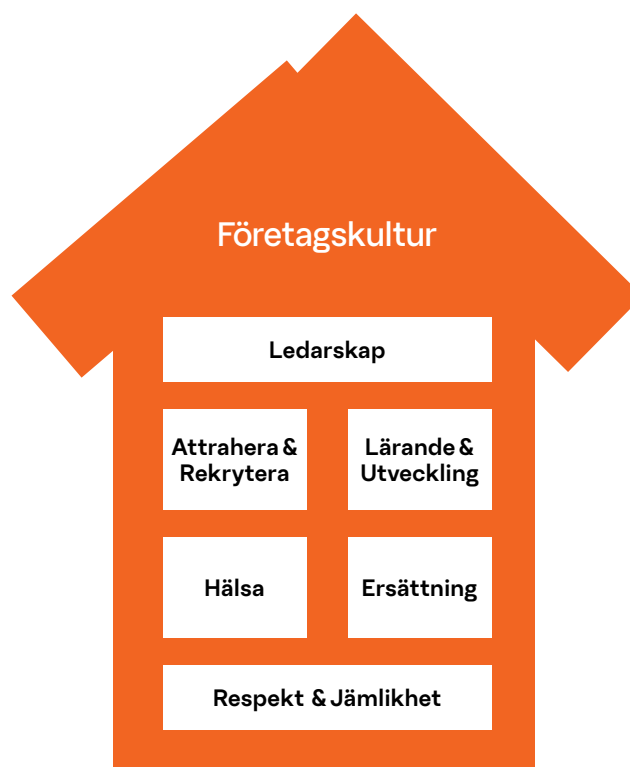 Företagskultur
Ledarskap
Attrahera &
Rekrytera
Lärande &
Utveckling
Hälsa
Ersättning
Respekt & Jämlikhet